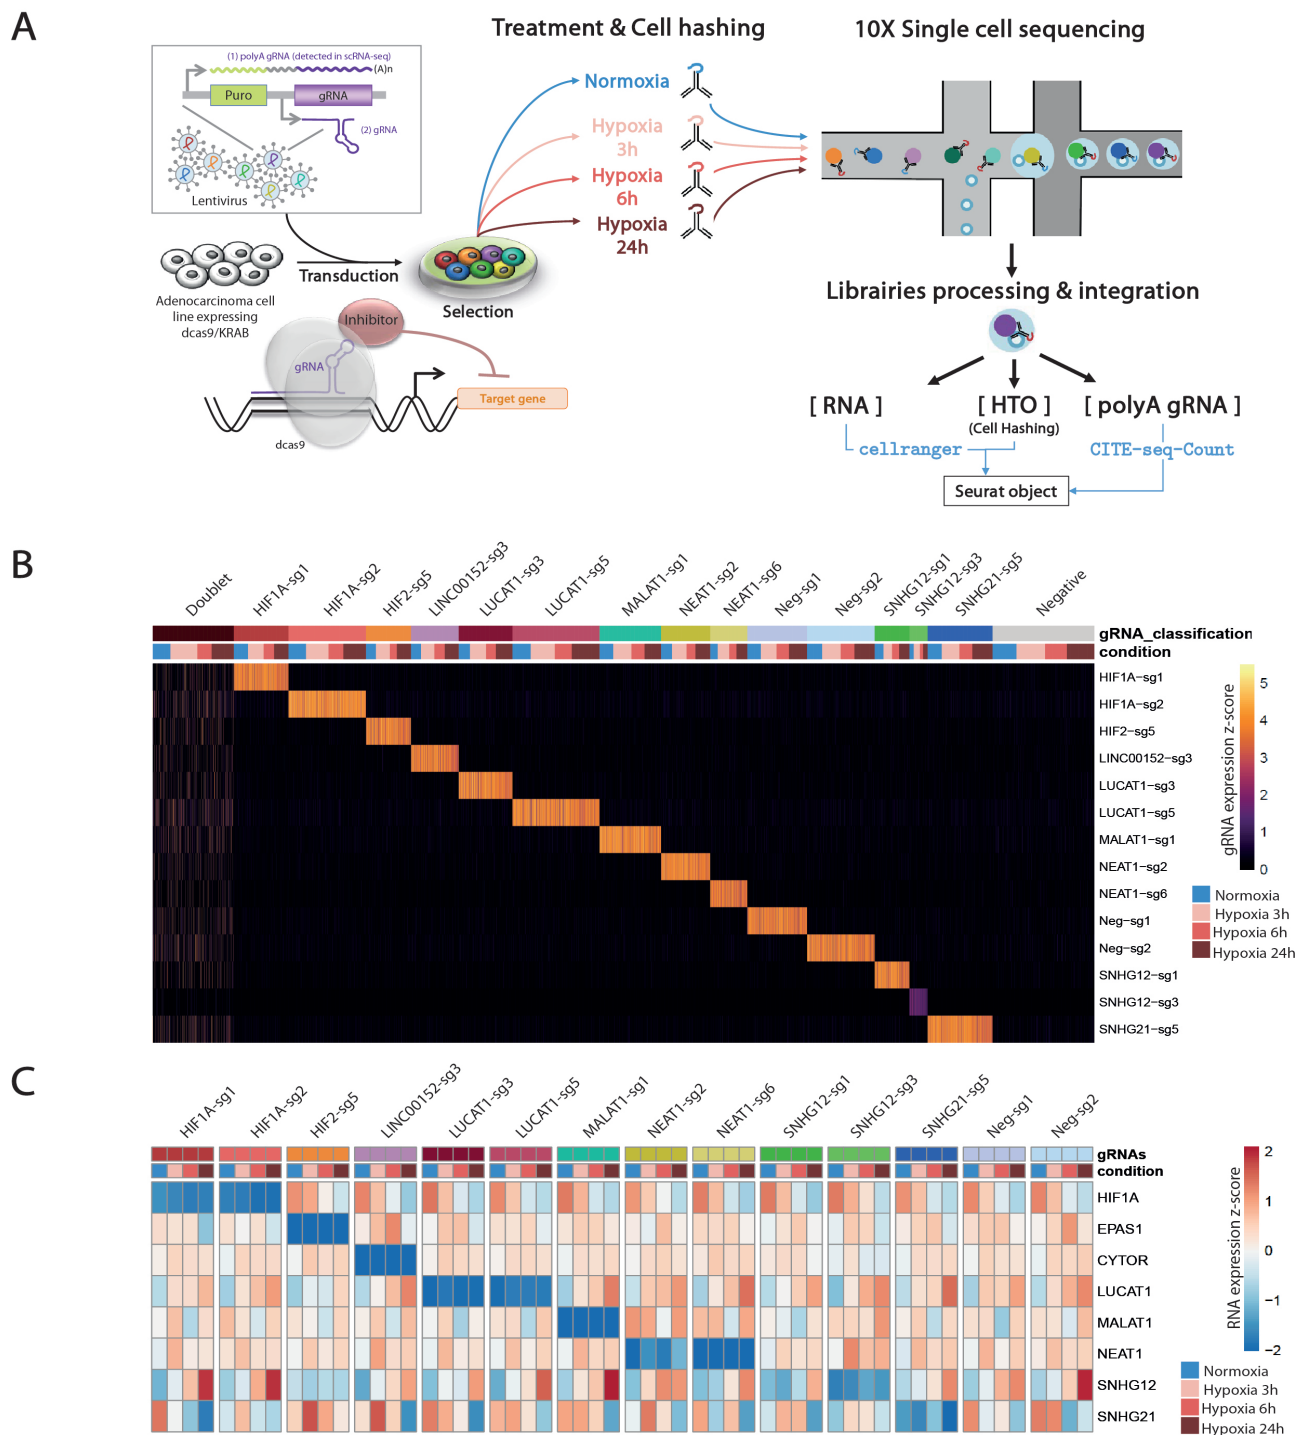 A
Treatment & Cell hashing
10X Single cell sequencing
(1) polyA gRNA (detected in scRNA-seq)
(A)n
Puro
gRNA
(2) gRNA
Lentivirus
Normoxia
Hypoxia
3h
Hypoxia
6h
Hypoxia
24h
Transduction
Selection
Adenocarcinoma cell
line expressing
dcas9/KRAB
Inhibitor
gRNA
Target gene
dcas9
Librairies processing & integration
[ RNA ]
[ HTO ]
[ polyA gRNA ]
(Cell Hashing)
cellranger
CITE-seq-Count
Seurat object
B
Doublet
HIF1A-sg1
HIF1A-sg2
HIF2-sg5
LINC00152-sg3
LUCAT1-sg3
LUCAT1-sg5
MALAT1-sg1
NEAT1-sg2
NEAT1-sg6
Neg-sg1
Neg-sg2
SNHG12-sg1
SNHG12-sg3
SNHG21-sg5
Negative
gRNA_classification
condition
HIF1A-sg1
HIF1A-sg2
HIF2-sg5
LINC00152-sg3
LUCAT1-sg3
LUCAT1-sg5
MALAT1-sg1
NEAT1-sg2
NEAT1-sg6
Neg-sg1
Neg-sg2
SNHG12-sg1
SNHG12-sg3
SNHG21-sg5
gRNA expression z-score
5
4
3
2
1
0
Normoxia
Hypoxia 3h
Hypoxia 6h
Hypoxia 24h
C
HIF1A-sg1
HIF1A-sg2
HIF2-sg5
LINC00152-sg3
LUCAT1-sg3
LUCAT1-sg5
MALAT1-sg1
NEAT1-sg2
NEAT1-sg6
SNHG12-sg1
SNHG12-sg3
SNHG21-sg5
Neg-sg1
Neg-sg2
gRNAs
condition
HIF1A
EPAS1
CYTOR
LUCAT1
MALAT1
NEAT1
SNHG12
SNHG21
RNA expression z-score
2
1
0
−1
−2
Normoxia
Hypoxia 3h
Hypoxia 6h
Hypoxia 24h